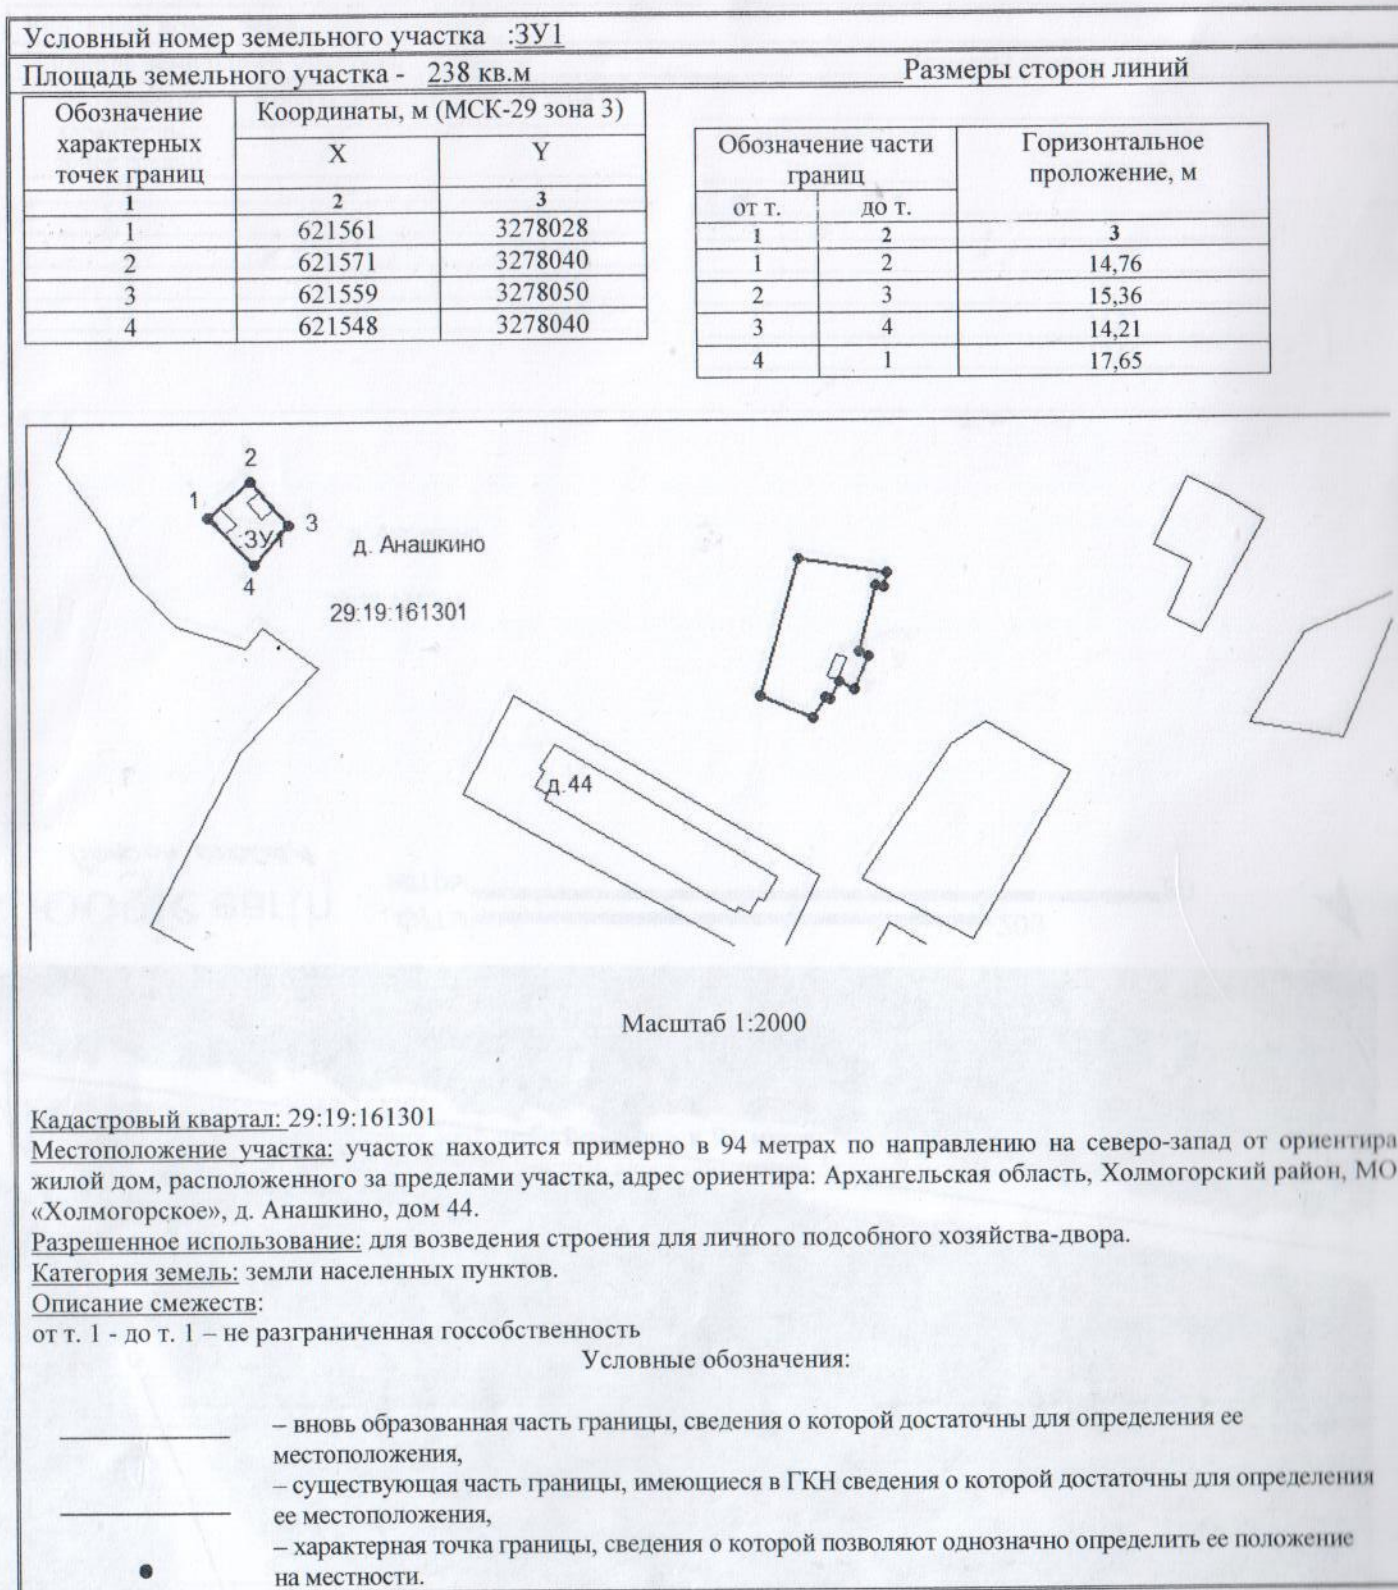 Условный номер земельного участка :ЗУ1
Площадь земельного участка - 238 кв.м Размеры сторон линий
Обозначение характерных точек границ Координаты, м (МСК-29 зона 3)
X Y
1 2 3
1 621561 3278028
2 621571 3278040
3 621559 3278050
4 621548 3278040
Обозначение части границ Горизонтальное проложение, м
от т. до т.
1 2 3
1 2 14,76
2 3 15,36
3 4 14,21
4 1 17,65
2
1
3
:ЗУ1
4
д. Анашкино
29:19:161301
д.44
Масштаб 1:2000
Кадастровый квартал: 29:19:161301
Местоположение участка: участок находится примерно в 94 метрах по направлению на северо-запад от ориентира
жилой дом, расположенного за пределами участка, адрес ориентира: Архангельская область, Холмогорский район, МО
«Холмогорское», д. Анашкино, дом 44.
Разрешенное использование: для возведения строения для личного подсобного хозяйства-двора.
Категория земель: земли населенных пунктов.
Описание смежеств:
от т. 1 - до т. 1 – не разграниченная госсобственность
Условные обозначения:
– вновь образованная часть границы, сведения о которой достаточны для определения ее
местоположения,
– существующая часть границы, имеющиеся в ГКН сведения о которой достаточны для определения
ее местоположения,
– характерная точка границы, сведения о которой позволяют однозначно определить ее положение
на местности.